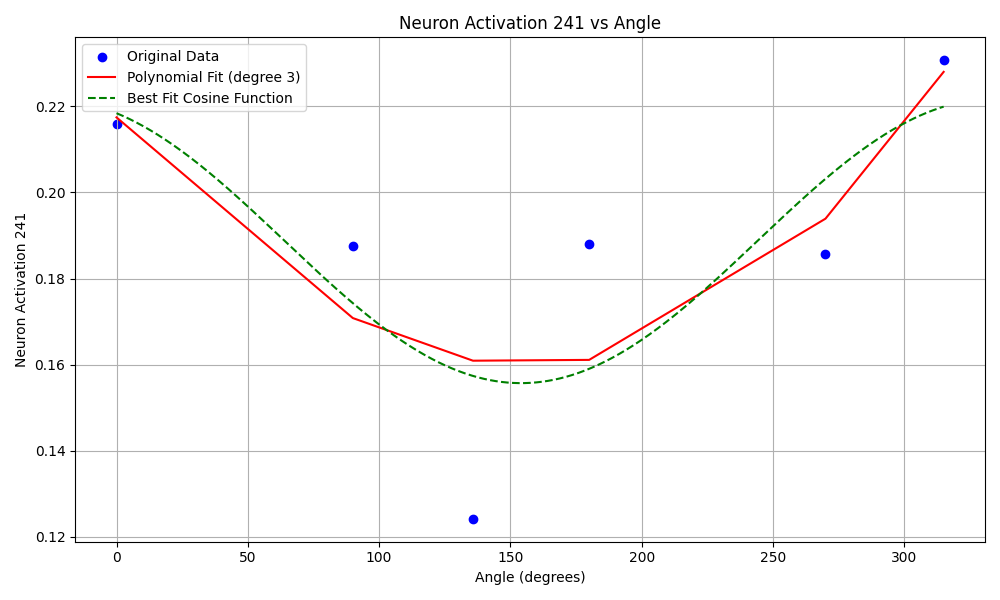 Neuron Activation 241 vs Angle
Original Data
Polynomial Fit (degree 3)
Best Fit Cosine Function
Neuron Activation 241
0.22
0.20
0.18
0.16
0.14
0.12
0
50
100
150
200
250
300
Angle (degrees)